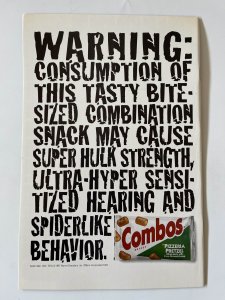 WARNING:
CONSUMPTION OF
THIS TASTY BITE-
SIZED COMBINATION
SNACK MAY CAUSE
SUPER HULK STRENGTH,
ULTRA-HYPER SENSI-
TIZED HEARING AND
SPIDERLIKE
BEHAVIOR.
Combos
PIZZERIA
PRETZEL